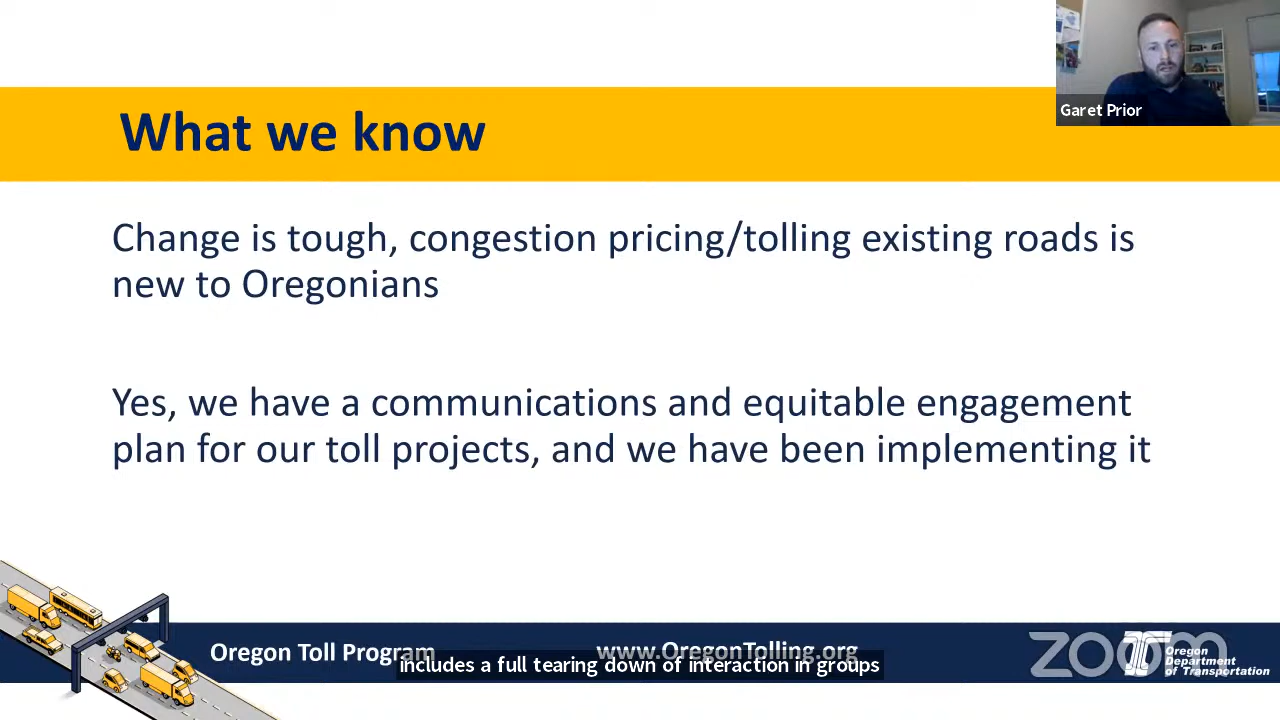 Garet Prior
What we know
Change is tough, congestion pricing/tolling existing roads is
new to Oregonians
Yes, we have a communications and equitable engagement
plan for our toll projects, and we have been implementing it
Oregon Toll Program
www.OregonTolling.org
includes a full tearing down of interaction in groups
zoom
Oregon
Department
of Transportation